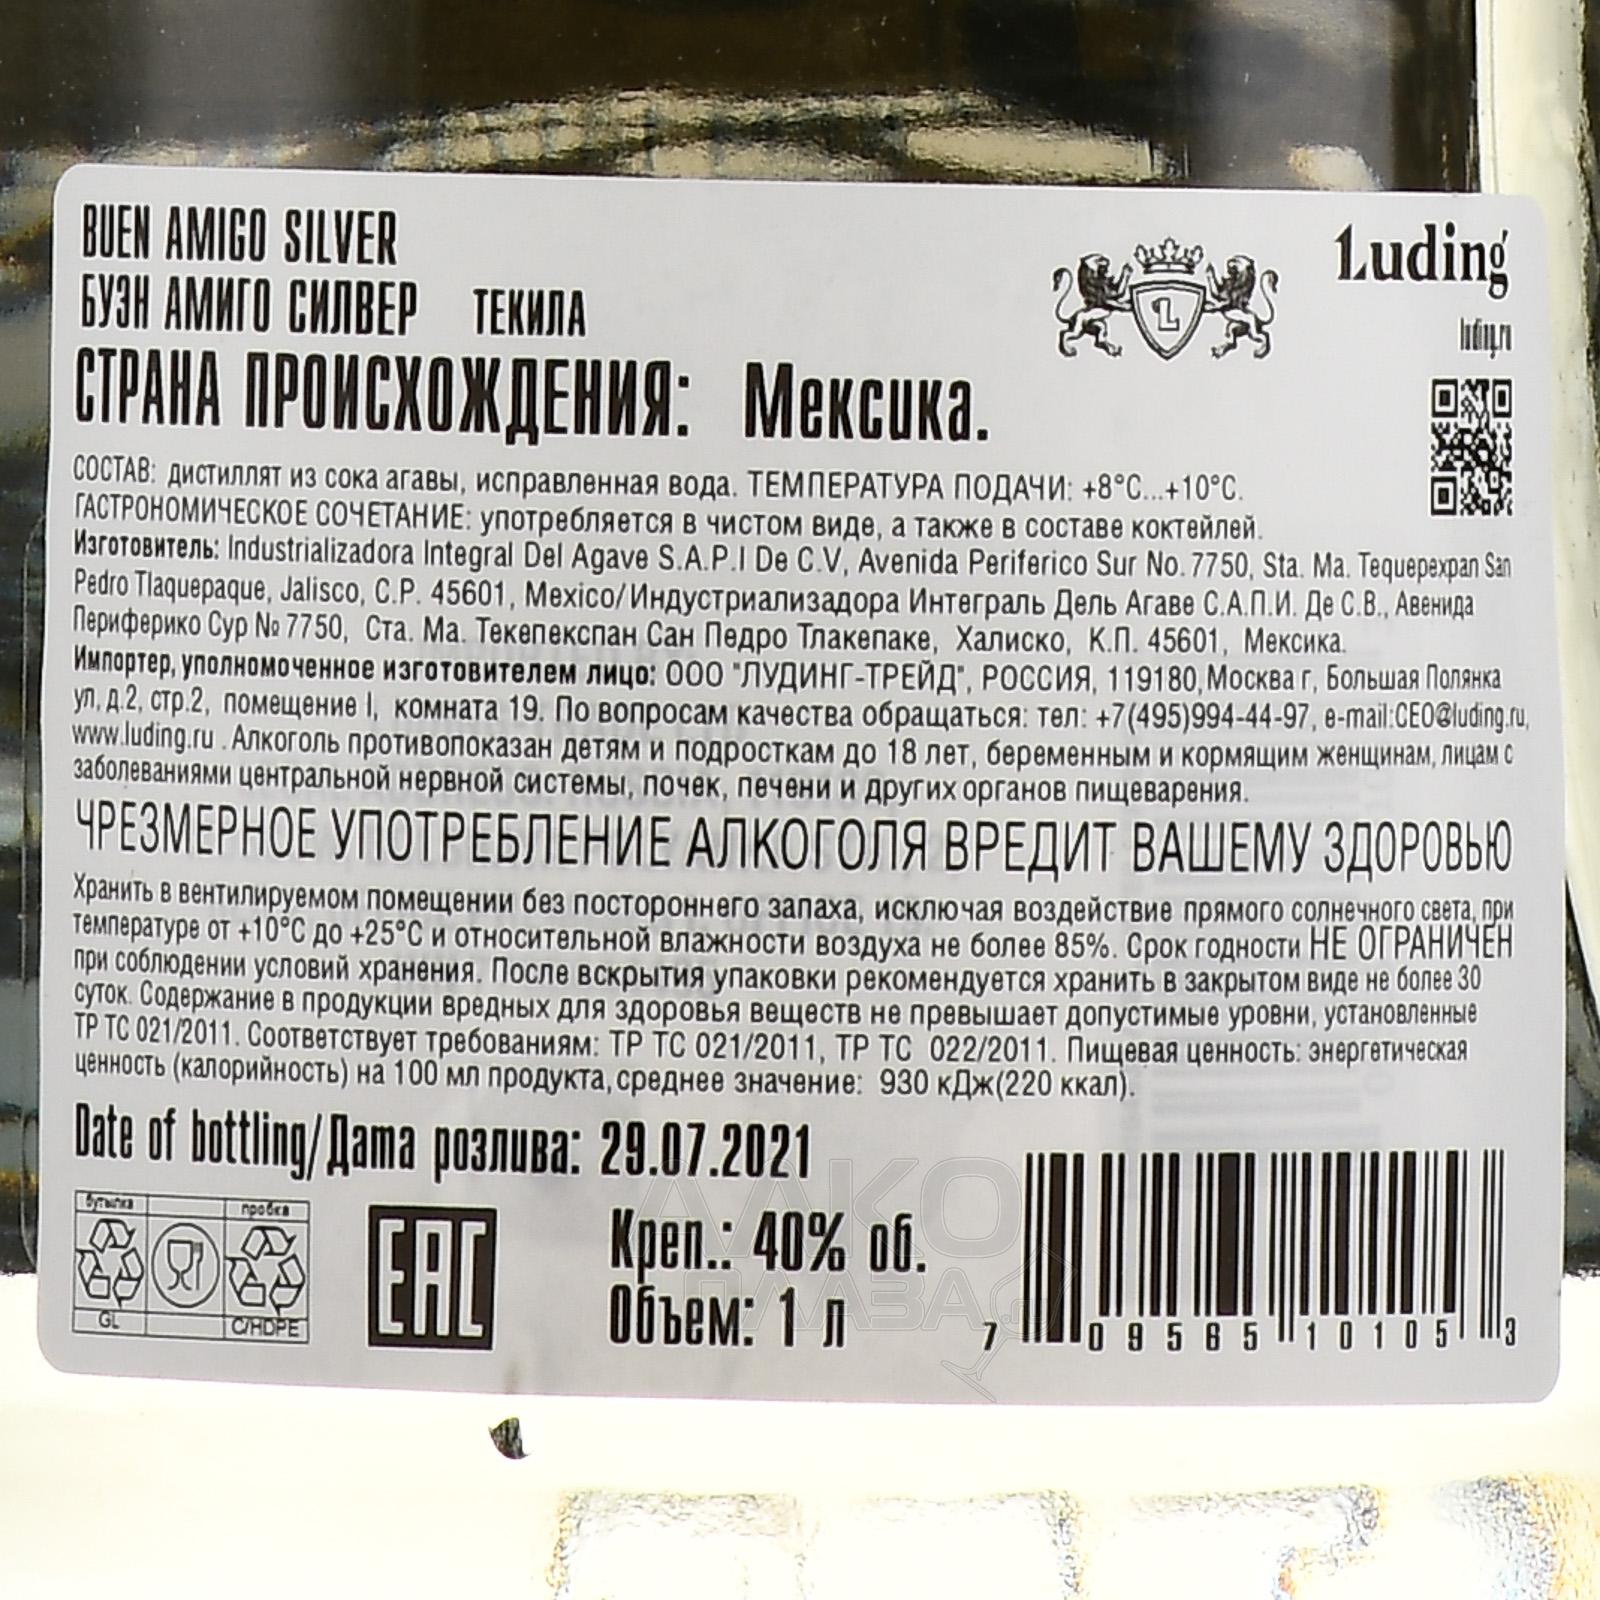 BUEN AMIGO SILVER
БУЭН АМИГО СИЛВЕР ТЕКИЛА
Luding
luding.ru
L
СТРАНА ПРОИСХОЖДЕНИЯ: Мексика.
СОСТАВ: дистиллят из сока агавы, исправленная вода. ТЕМПЕРАТУРА ПОДАЧИ: +8°C...+10°C.
ГАСТРОНОМИЧЕСКОЕ СОЧЕТАНИЕ: употребляется в чистом виде, а также в составе коктейлей.
Изготовитель: Industrializadora Integral Del Agave S.A.P.I De C.V, Avenida Periferico Sur No. 7750, Sta. Ma. Tequepexpan San
Pedro Tlaquepaque, Jalisco, C.P. 45601, Mexico/Индустриализадора Интеграль Дель Агаве С.А.П.И. Де С.В., Авенида
Периферико Сур № 7750, Ста. Ма. Текепекспан Сан Педро Тлакепаке, Халиско, К.П. 45601, Мексика.
Импортер, уполномоченное изготовителем лицо: ООО "ЛУДИНГ-ТРЕЙД", РОССИЯ, 119180, Москва г, Большая Полянка
ул, д.2, стр.2, помещение I, комната 19. По вопросам качества обращаться: тел: +7(495)994-44-97, e-mail:CEO@luding.ru,
www.luding.ru . Алкоголь противопоказан детям и подросткам до 18 лет, беременным и кормящим женщинам, лицам с
заболеваниями центральной нервной системы, почек, печени и других органов пищеварения.
ЧРЕЗМЕРНОЕ УПОТРЕБЛЕНИЕ АЛКОГОЛЯ ВРЕДИТ ВАШЕМУ ЗДОРОВЬЮ
Хранить в вентилируемом помещении без постороннего запаха, исключая воздействие прямого солнечного света, при
температуре от +10°C до +25°C и относительной влажности воздуха не более 85%. Срок годности НЕ ОГРАНИЧЕН
при соблюдении условий хранения. После вскрытия упаковки рекомендуется хранить в закрытом виде не более 30
суток. Содержание в продукции вредных для здоровья веществ не превышает допустимые уровни, установленные
ТР ТС 021/2011. Соответствует требованиям: ТР ТС 021/2011, ТР ТС 022/2011. Пищевая ценность: энергетическая
ценность (калорийность) на 100 мл продукта, среднее значение: 930 кДж(220 ккал).
Date of bottling/Дата розлива: 29.07.2021
бутылка пробка
GL C/HDPE
EAC
Креп.: 40% об.
Объем: 1 л
7 09585 10105 3
АЛКО
ПЛАЗА.ru